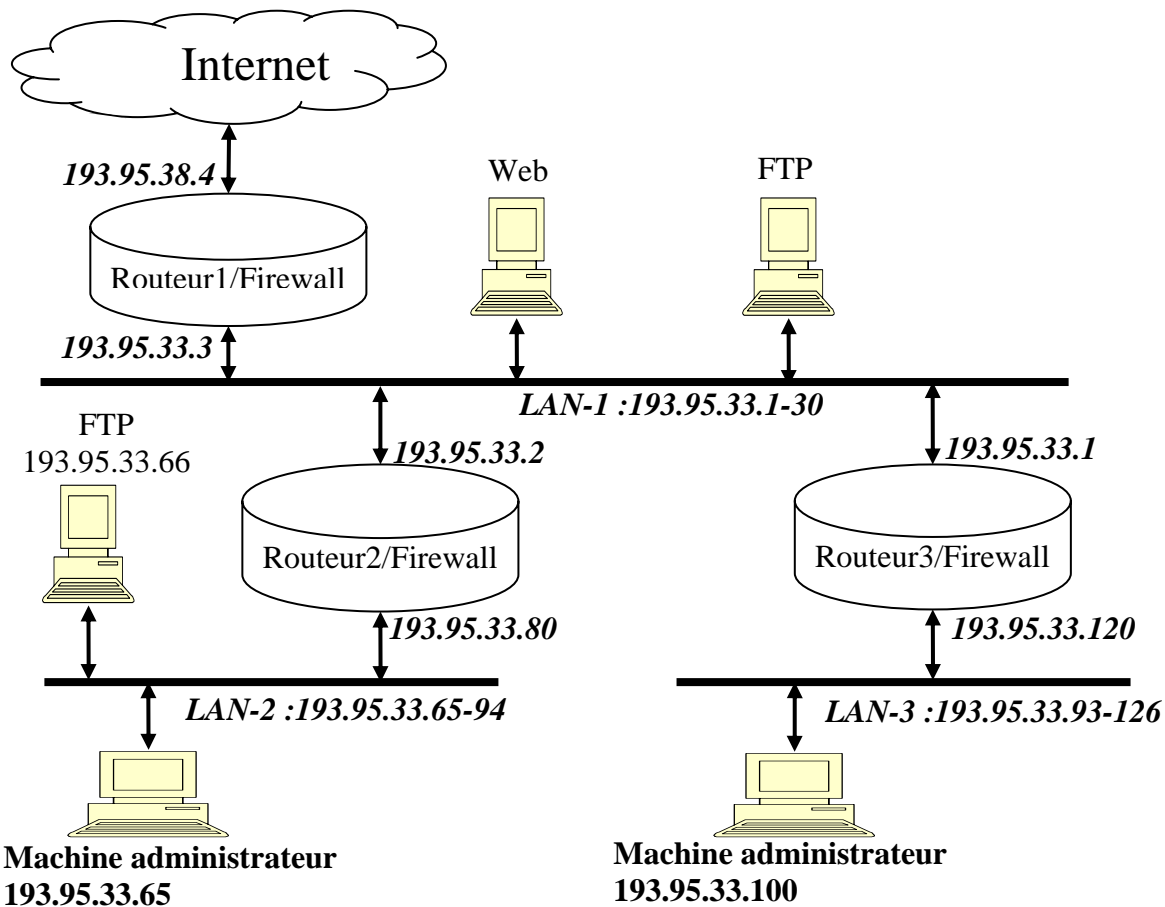 Internet
193.95.38.4
Web
FTP
Routeur1/Firewall
193.95.33.3
LAN-1 :193.95.33.1-30
FTP
193.95.33.66
193.95.33.2
193.95.33.1
Routeur2/Firewall
Routeur3/Firewall
193.95.33.80
193.95.33.120
LAN-2 :193.95.33.65-94
LAN-3 :193.95.33.93-126
Machine administrateur
193.95.33.65
Machine administrateur
193.95.33.100